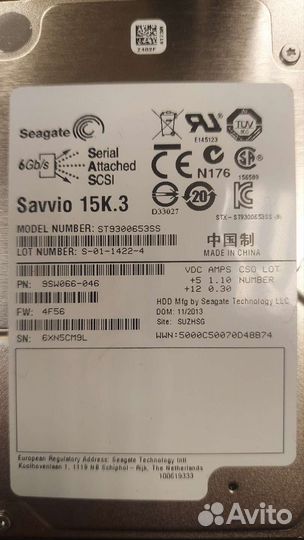 Seagate
6Gb/s Serial Attached SCSI
E145123
TUV
N176
156589
D33027
20
Savvio 15K.3
MODEL NUMBER: ST9300653SS
LOT NUMBER: S-01-1422-4
中国制
MADE IN CHINA
PN: 9SW066-046
FW: 4F56
SN: 6XN5CM9L
VDC AMPS CSO LOT
+5 1.10 NUMBER
+12 0.30
HDD Mfg by Seagate Technology LLC
DOM: 11/2013
Site: SUZHSG
WWN:5000C50070D48B74
European Regulatory Address: Seagate Technology Intl
Koolhovenlaan 1, 1119 NB Schiphol - Rijk, The Netherlands
100619333
Avito